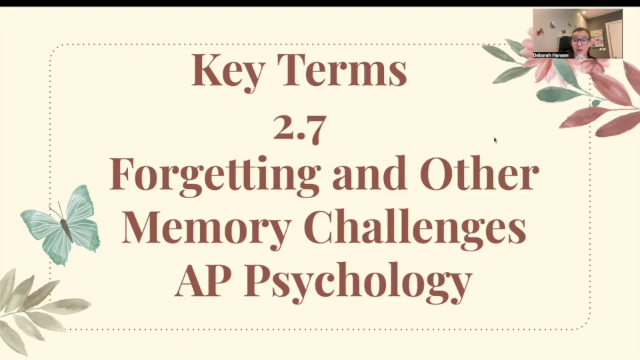 Key Terms
2.7
Forgetting and Other
Memory Challenges
AP Psychology
Deborah Hansen